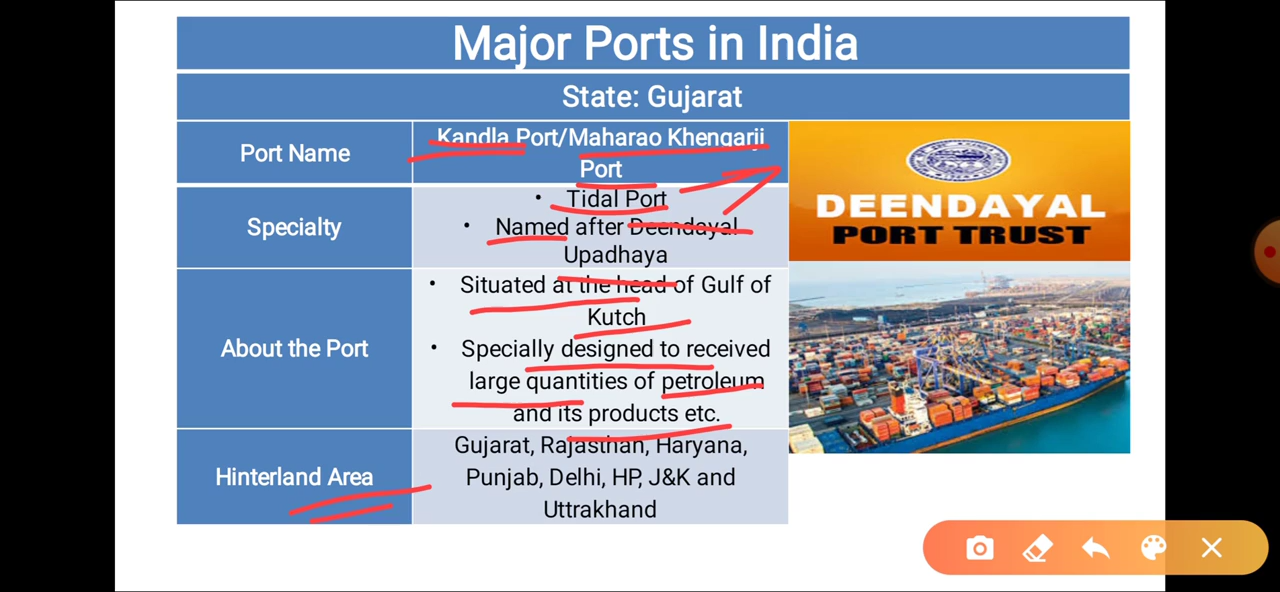 Major Ports in India
State: Gujarat
Port Name
Kandla Port/Maharao Khengarji
Port
Specialty
• Tidal Port
• Named after Deendayal
Upadhaya
About the Port
• Situated at the head of Gulf of
Kutch
• Specially designed to received
large quantities of petroleum
and its products etc.
Hinterland Area
Gujarat, Rajasthan, Haryana,
Punjab, Delhi, HP, J&K and
Uttrakhand
DEENDAYAL
PORT TRUST